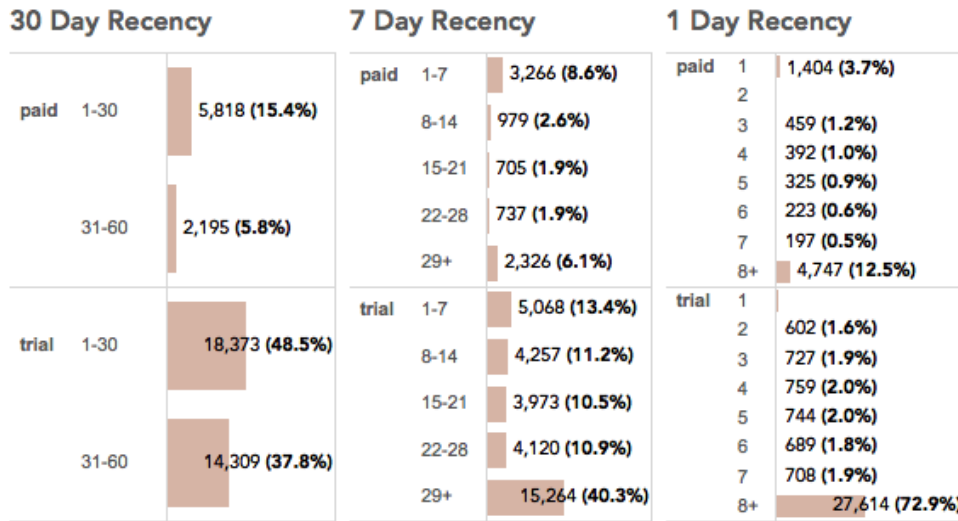 30 Day Recency
paid 1-30 5,818 (15.4%)
31-60 2,195 (5.8%)
trial 1-30 18,373 (48.5%)
31-60 14,309 (37.8%)
7 Day Recency
paid 1-7 3,266 (8.6%)
8-14 979 (2.6%)
15-21 705 (1.9%)
22-28 737 (1.9%)
29+ 2,326 (6.1%)
trial 1-7 5,068 (13.4%)
8-14 4,257 (11.2%)
15-21 3,973 (10.5%)
22-28 4,120 (10.9%)
29+ 15,264 (40.3%)
1 Day Recency
paid 1 1,404 (3.7%)
2
3 459 (1.2%)
4 392 (1.0%)
5 325 (0.9%)
6 223 (0.6%)
7 197 (0.5%)
8+ 4,747 (12.5%)
trial 1
2 602 (1.6%)
3 727 (1.9%)
4 759 (2.0%)
5 744 (2.0%)
6 689 (1.8%)
7 708 (1.9%)
8+ 27,614 (72.9%)